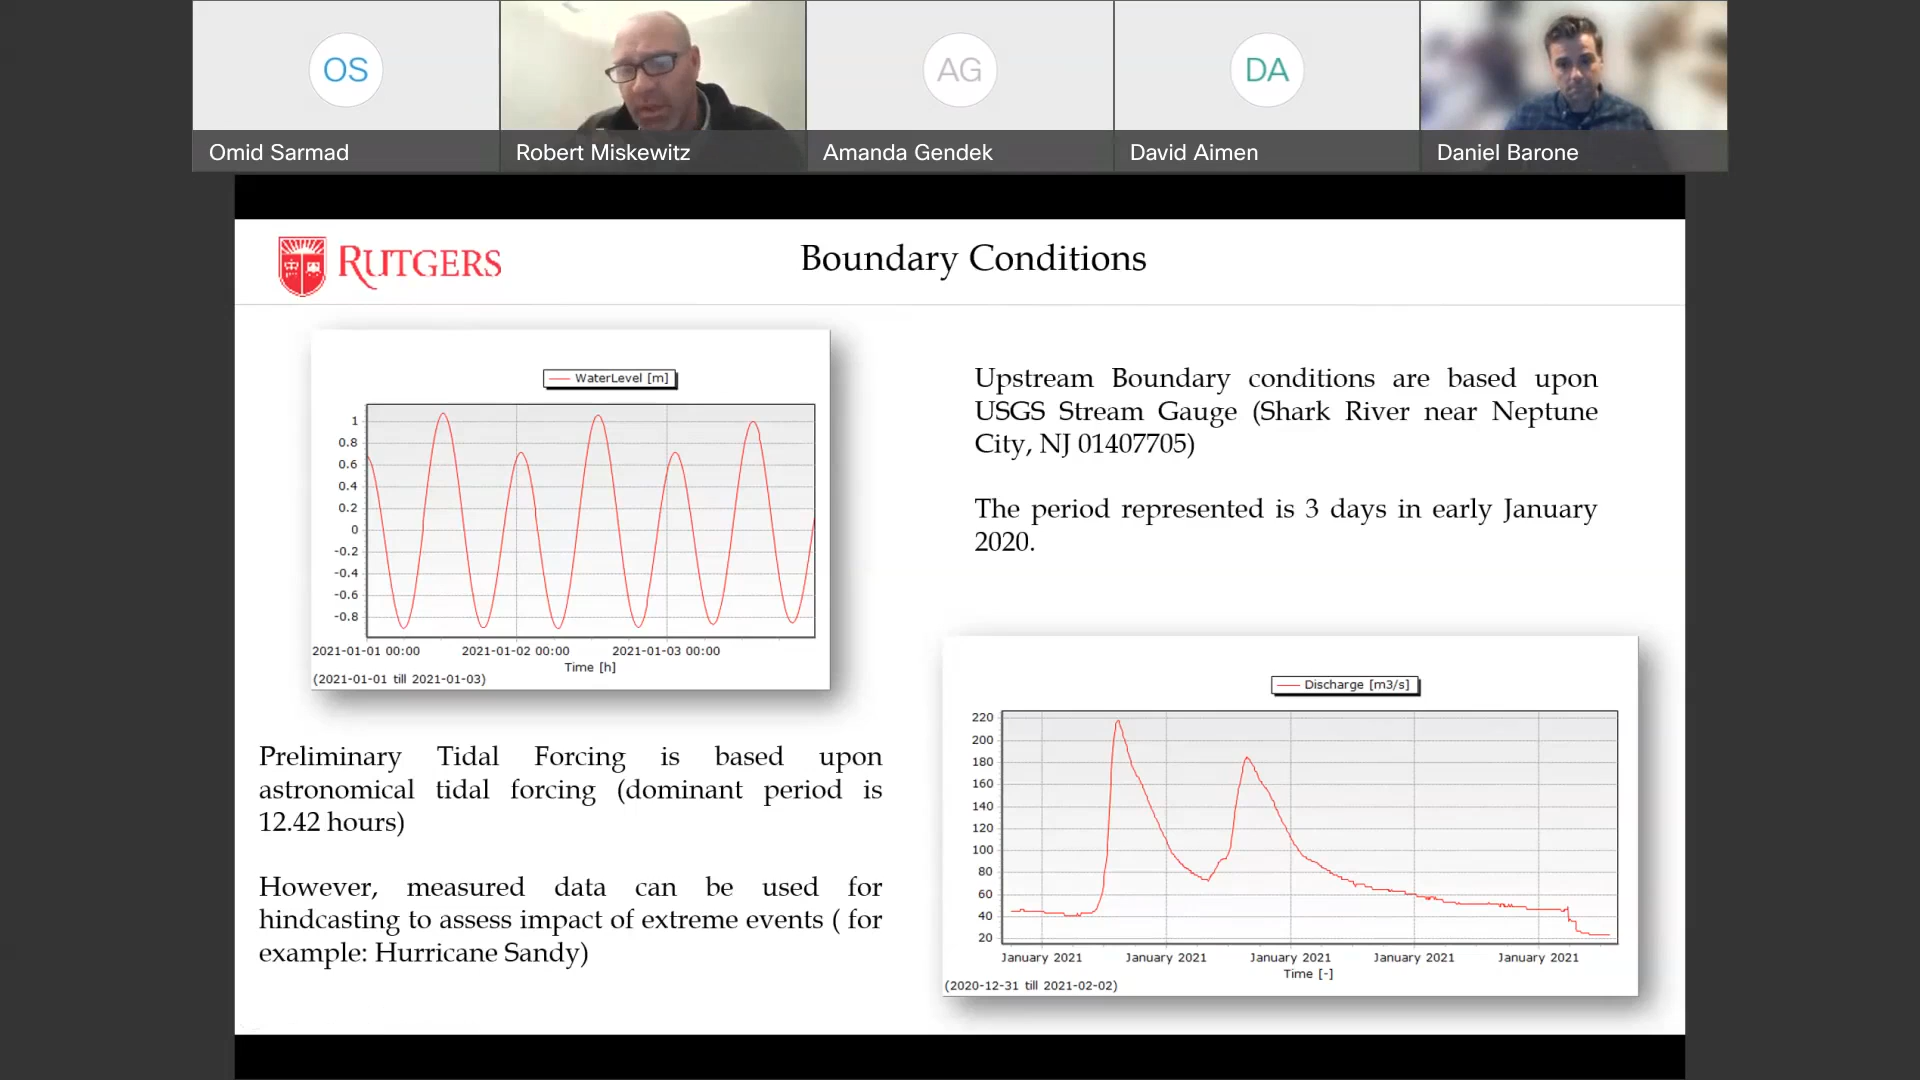 OS
AG
DA
Omid Sarmad
Robert Miskewitz
Amanda Gendek
David Aimen
Daniel Barone
RUTGERS
Boundary Conditions
WaterLevel [m]
1
0.8
0.6
0.4
0.2
0
-0.2
-0.4
-0.6
-0.8
2021-01-01 00:00
2021-01-02 00:00
2021-01-03 00:00
Time [h]
(2021-01-01 till 2021-01-03)
Preliminary Tidal Forcing is based upon
astronomical tidal forcing (dominant period is
12.42 hours)
However, measured data can be used for
hindcasting to assess impact of extreme events ( for
example: Hurricane Sandy)
Upstream Boundary conditions are based upon
USGS Stream Gauge (Shark River near Neptune
City, NJ 01407705)
The period represented is 3 days in early January
2020.
Discharge [m3/s]
220
200
180
160
140
120
100
80
60
40
20
January 2021
January 2021
January 2021
January 2021
January 2021
Time [-]
(2020-12-31 till 2021-02-02)